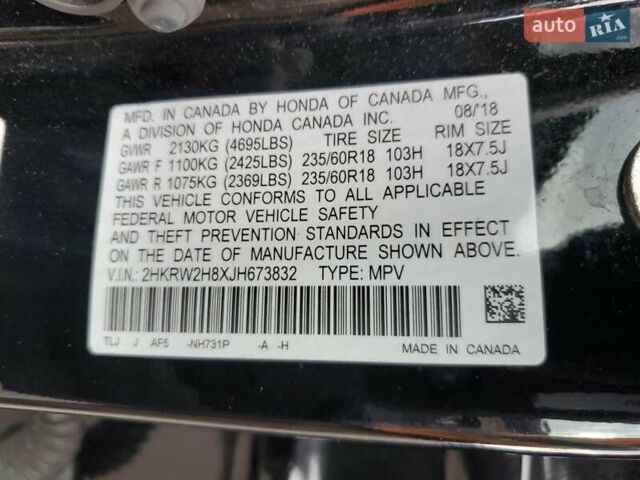 auto RIA.com
MFD. IN CANADA BY HONDA OF CANADA MFG.,
A DIVISION OF HONDA CANADA INC. 08/'18
GVWR 2130KG (4695LBS) TIRE SIZE RIM SIZE
GAWR F 1100KG (2425LBS) 235/60R18 103H 18X7.5J
GAWR R 1075KG (2369LBS) 235/60R18 103H 18X7.5J
THIS VEHICLE CONFORMS TO ALL APPLICABLE
FEDERAL MOTOR VEHICLE SAFETY
AND THEFT PREVENTION STANDARDS IN EFFECT
ON THE DATE OF MANUFACTURE SHOWN ABOVE.
V.I.N.: 2HKRW2H8XJH673832 TYPE: MPV
TLJ J AF5 -NH731P -A -H
MADE IN CANADA